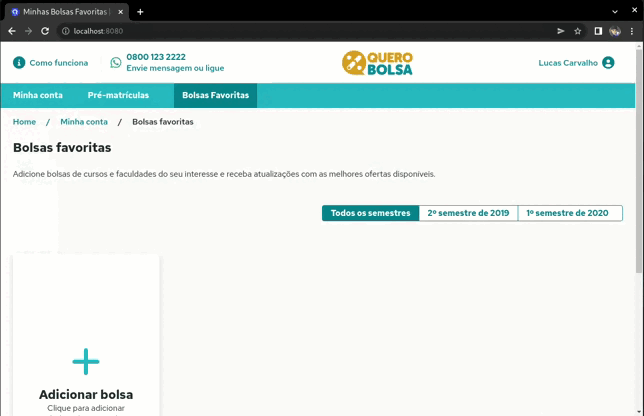 Minhas Bolsas Favoritas
localhost:8080
Como funciona
0800 123 2222
Envie mensagem ou ligue
QUERO BOLSA
Lucas Carvalho
Minha conta
Pré-matrículas
Bolsas Favoritas
Home / Minha conta / Bolsas favoritas
Bolsas favoritas
Adicione bolsas de cursos e faculdades do seu interesse e receba atualizações com as melhores ofertas disponíveis.
Todos os semestres
2º semestre de 2019
1º semestre de 2020
Adicionar bolsa
Clique para adicionar